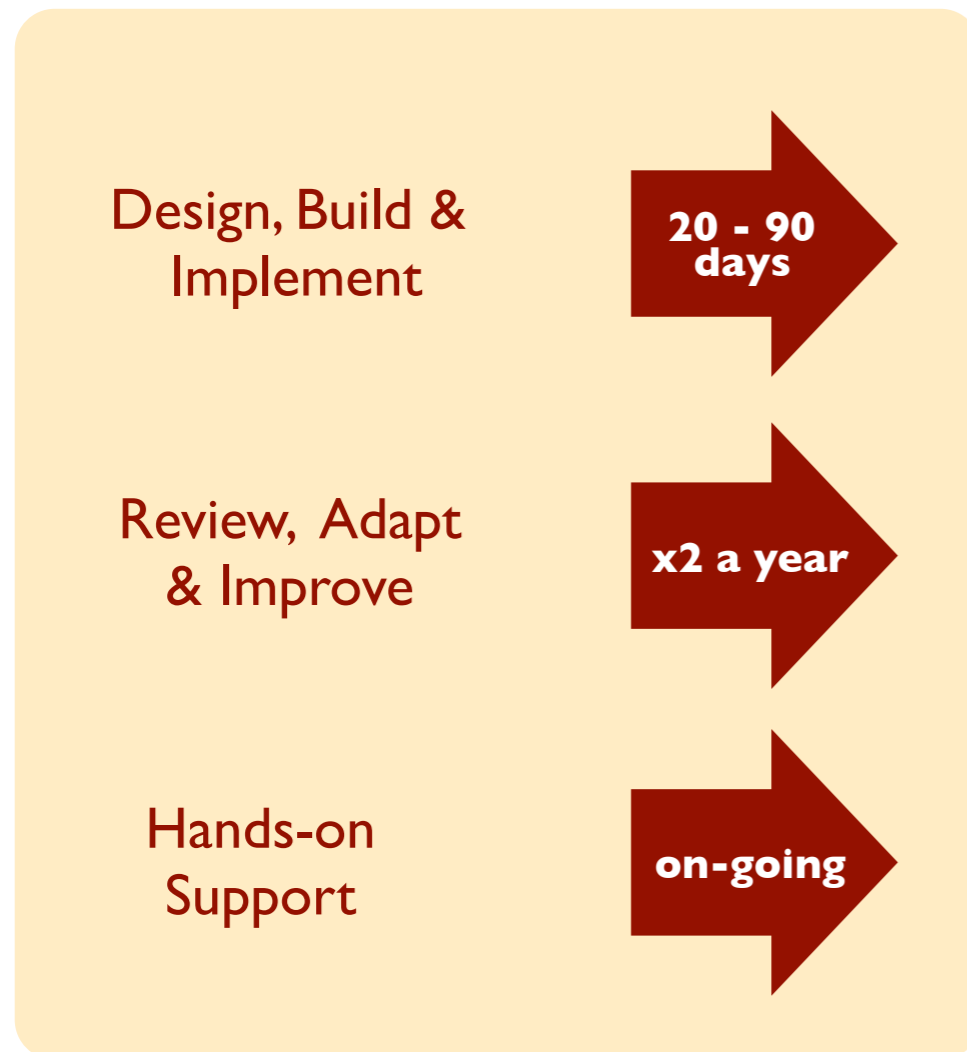 Design, Build &
Implement
20 - 90
days
Review, Adapt
& Improve
x2 a year
Hands-on
Support
on-going